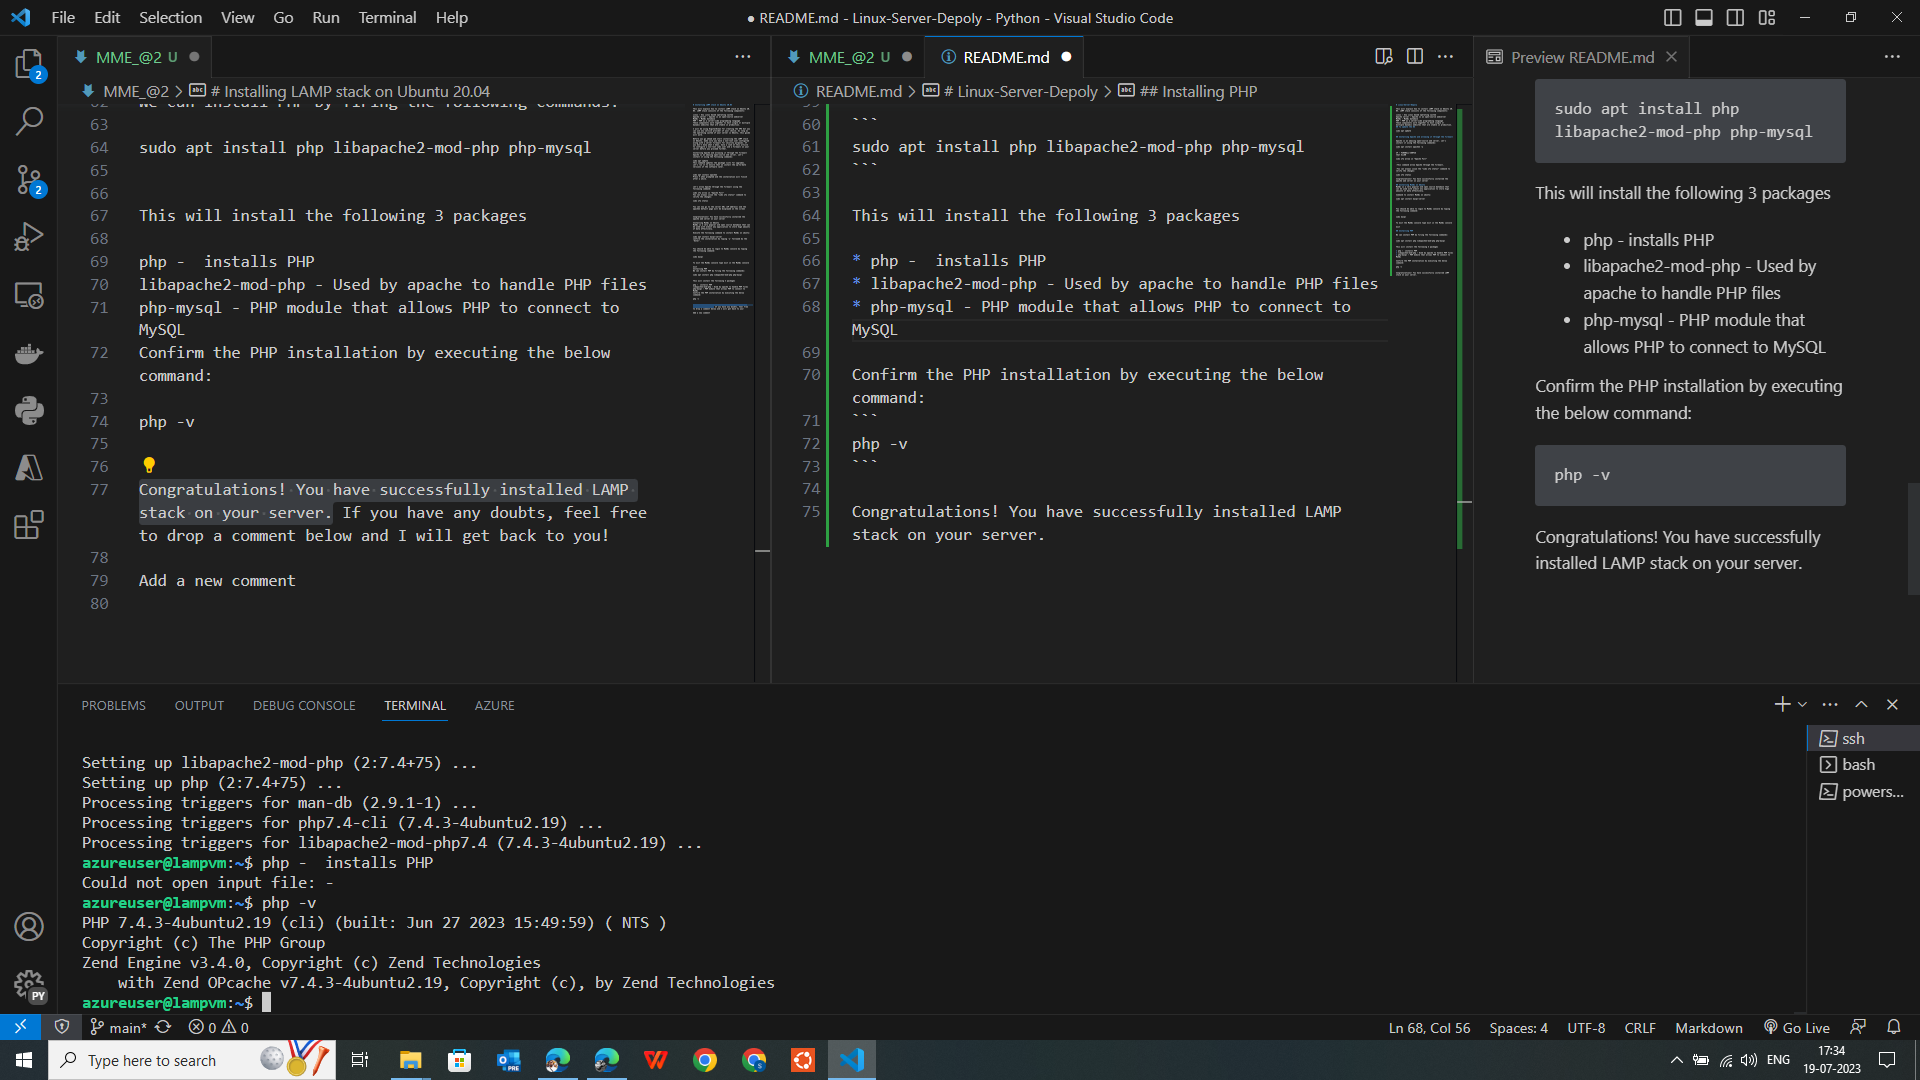 File Edit Selection View Go Run Terminal Help
● README.md - Linux-Server-Depoly - Python - Visual Studio Code
MME_@2 U
MME_@2 U
README.md
Preview README.md
MME_@2 > # Installing LAMP stack on Ubuntu 20.04
62 We can install PHP by firing the following commands:
63
64 sudo apt install php libapache2-mod-php php-mysql
65
66
67 This will install the following 3 packages
68
69 php -  installs PHP
70 libapache2-mod-php - Used by apache to handle PHP files
71 php-mysql - PHP module that allows PHP to connect to
MySQL
72 Confirm the PHP installation by executing the below
command:
73
74 php -v
75
76
77 Congratulations! You have successfully installed LAMP
stack on your server. If you have any doubts, feel free
to drop a comment below and I will get back to you!
78
79 Add a new comment
80
README.md > # Linux-Server-Depoly > ## Installing PHP
59
60 ```
61 sudo apt install php libapache2-mod-php php-mysql
62 ```
63
64 This will install the following 3 packages
65
66 * php -  installs PHP
67 * libapache2-mod-php - Used by apache to handle PHP files
68 * php-mysql - PHP module that allows PHP to connect to
MySQL
69
70 Confirm the PHP installation by executing the below
command:
71 ```
72 php -v
73 ```
74
75 Congratulations! You have successfully installed LAMP
stack on your server.
sudo apt install php
libapache2-mod-php php-mysql
This will install the following 3 packages
• php - installs PHP
• libapache2-mod-php - Used by
apache to handle PHP files
• php-mysql - PHP module that
allows PHP to connect to MySQL
Confirm the PHP installation by executing
the below command:
php -v
Congratulations! You have successfully
installed LAMP stack on your server.
2
2
PY
PROBLEMS OUTPUT DEBUG CONSOLE TERMINAL AZURE
Setting up libapache2-mod-php (2:7.4+75) ...
Setting up php (2:7.4+75) ...
Processing triggers for man-db (2.9.1-1) ...
Processing triggers for php7.4-cli (7.4.3-4ubuntu2.19) ...
Processing triggers for libapache2-mod-php7.4 (7.4.3-4ubuntu2.19) ...
azureuser@lampvm:~$ php -  installs PHP
Could not open input file: -
azureuser@lampvm:~$ php -v
PHP 7.4.3-4ubuntu2.19 (cli) (built: Jun 27 2023 15:49:59) ( NTS )
Copyright (c) The PHP Group
Zend Engine v3.4.0, Copyright (c) Zend Technologies
    with Zend OPcache v7.4.3-4ubuntu2.19, Copyright (c), by Zend Technologies
azureuser@lampvm:~$
ssh
bash
powers...
main* 0 0
Ln 68, Col 56 Spaces: 4 UTF-8 CRLF Markdown Go Live
Type here to search
PRE
ENG
17:34
19-07-2023